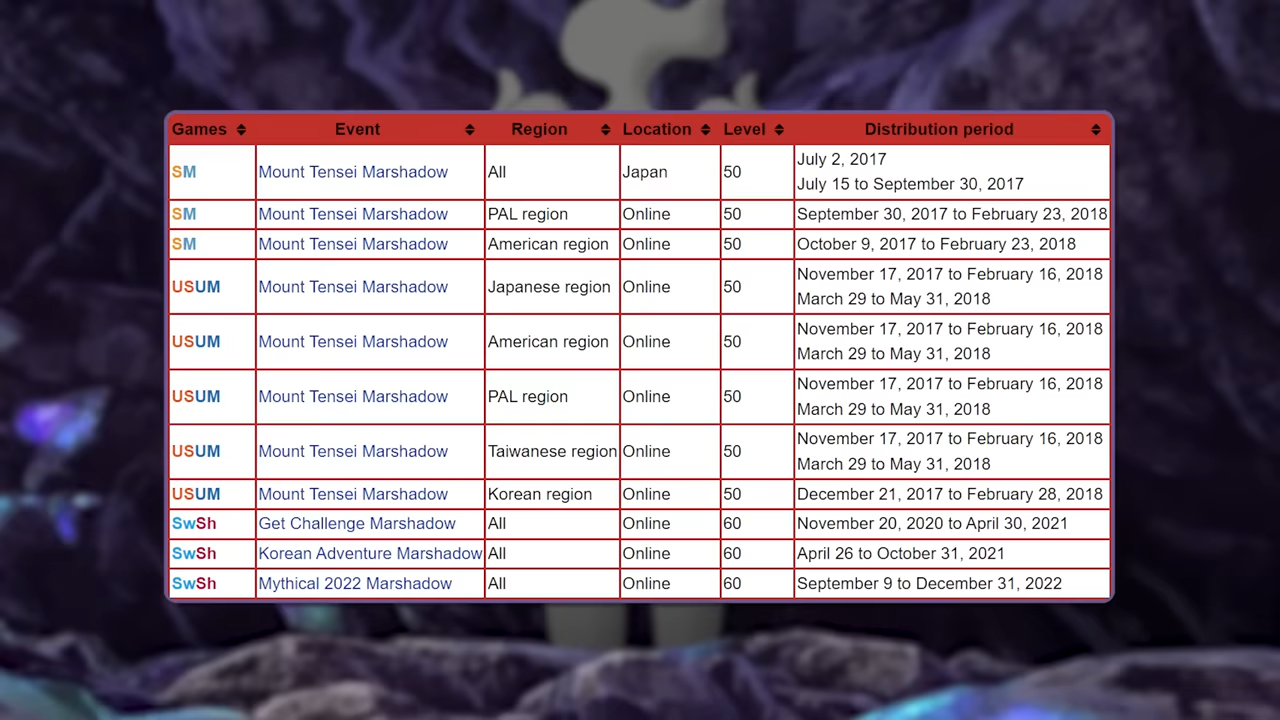 Games Event Region Location Level Distribution period
SM Mount Tensei Marshadow All Japan 50 July 2, 2017
July 15 to September 30, 2017
SM Mount Tensei Marshadow PAL region Online 50 September 30, 2017 to February 23, 2018
SM Mount Tensei Marshadow American region Online 50 October 9, 2017 to February 23, 2018
USUM Mount Tensei Marshadow Japanese region Online 50 November 17, 2017 to February 16, 2018
March 29 to May 31, 2018
USUM Mount Tensei Marshadow American region Online 50 November 17, 2017 to February 16, 2018
March 29 to May 31, 2018
USUM Mount Tensei Marshadow PAL region Online 50 November 17, 2017 to February 16, 2018
March 29 to May 31, 2018
USUM Mount Tensei Marshadow Taiwanese region Online 50 November 17, 2017 to February 16, 2018
March 29 to May 31, 2018
USUM Mount Tensei Marshadow Korean region Online 50 December 21, 2017 to February 28, 2018
SwSh Get Challenge Marshadow All Online 60 November 20, 2020 to April 30, 2021
SwSh Korean Adventure Marshadow All Online 60 April 26 to October 31, 2021
SwSh Mythical 2022 Marshadow All Online 60 September 9 to December 31, 2022